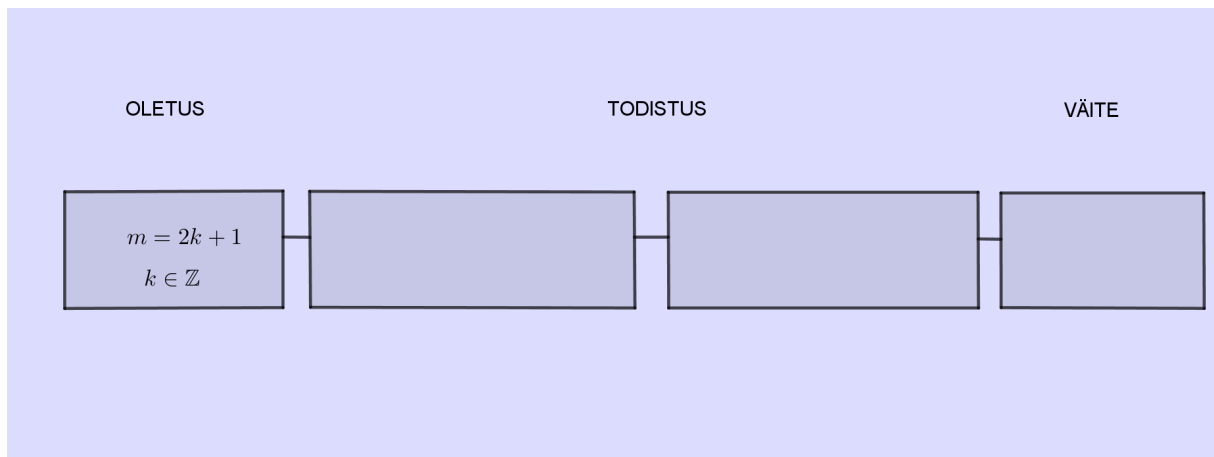 OLETUS
TODISTUS
VÄITE
m = 2k + 1
k ∈ ℤ